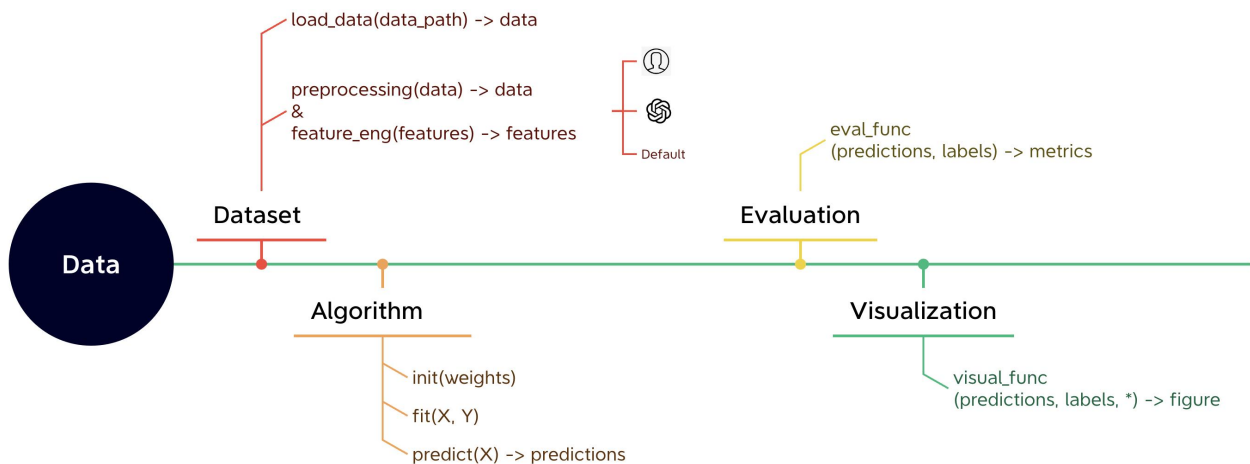 load_data(data_path) -> data
preprocessing(data) -> data
&
feature_eng(features) -> features
Default
Dataset
Data
Algorithm
init(weights)
fit(X, Y)
predict(X) -> predictions
eval_func
(predictions, labels) -> metrics
Evaluation
Visualization
visual_func
(predictions, labels, *) -> figure